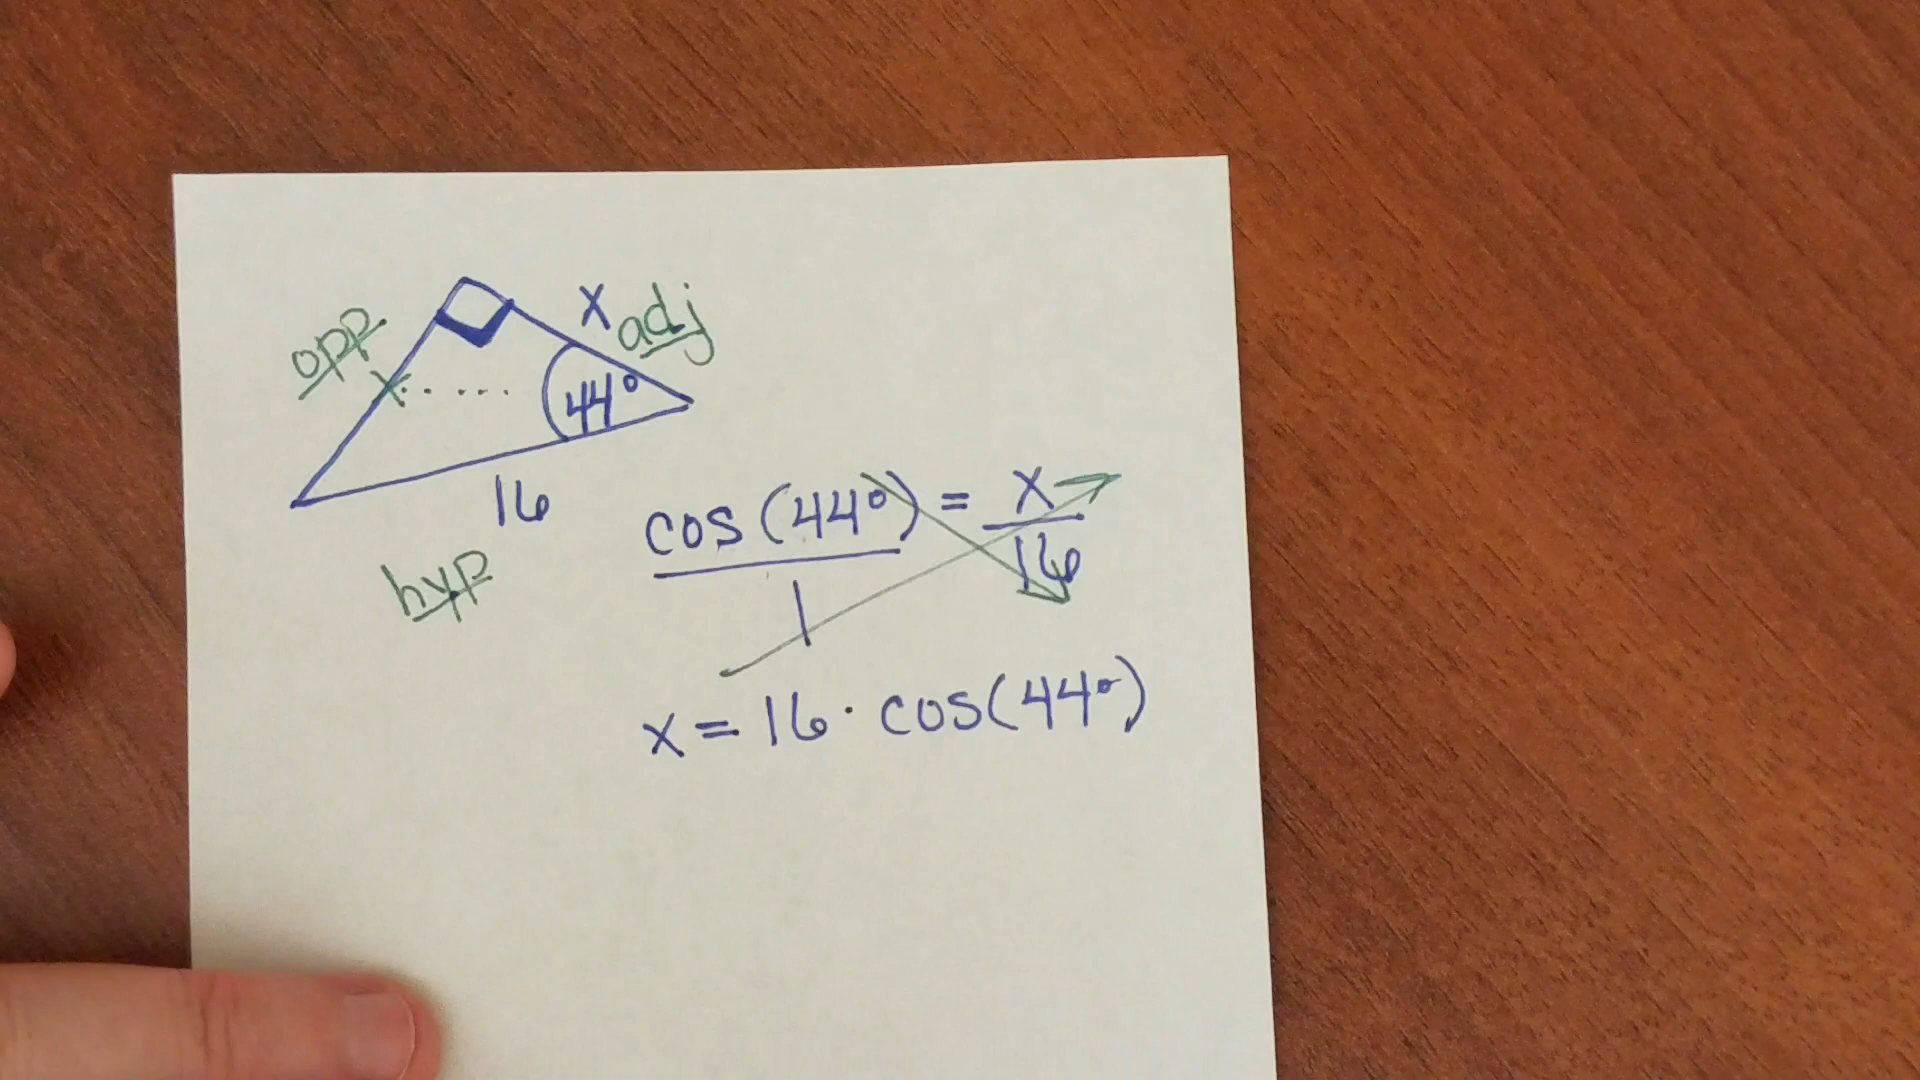 x
adj
opp
44°
16
hyp
cos (44°) = x/16
1
x = 16 · cos(44°)